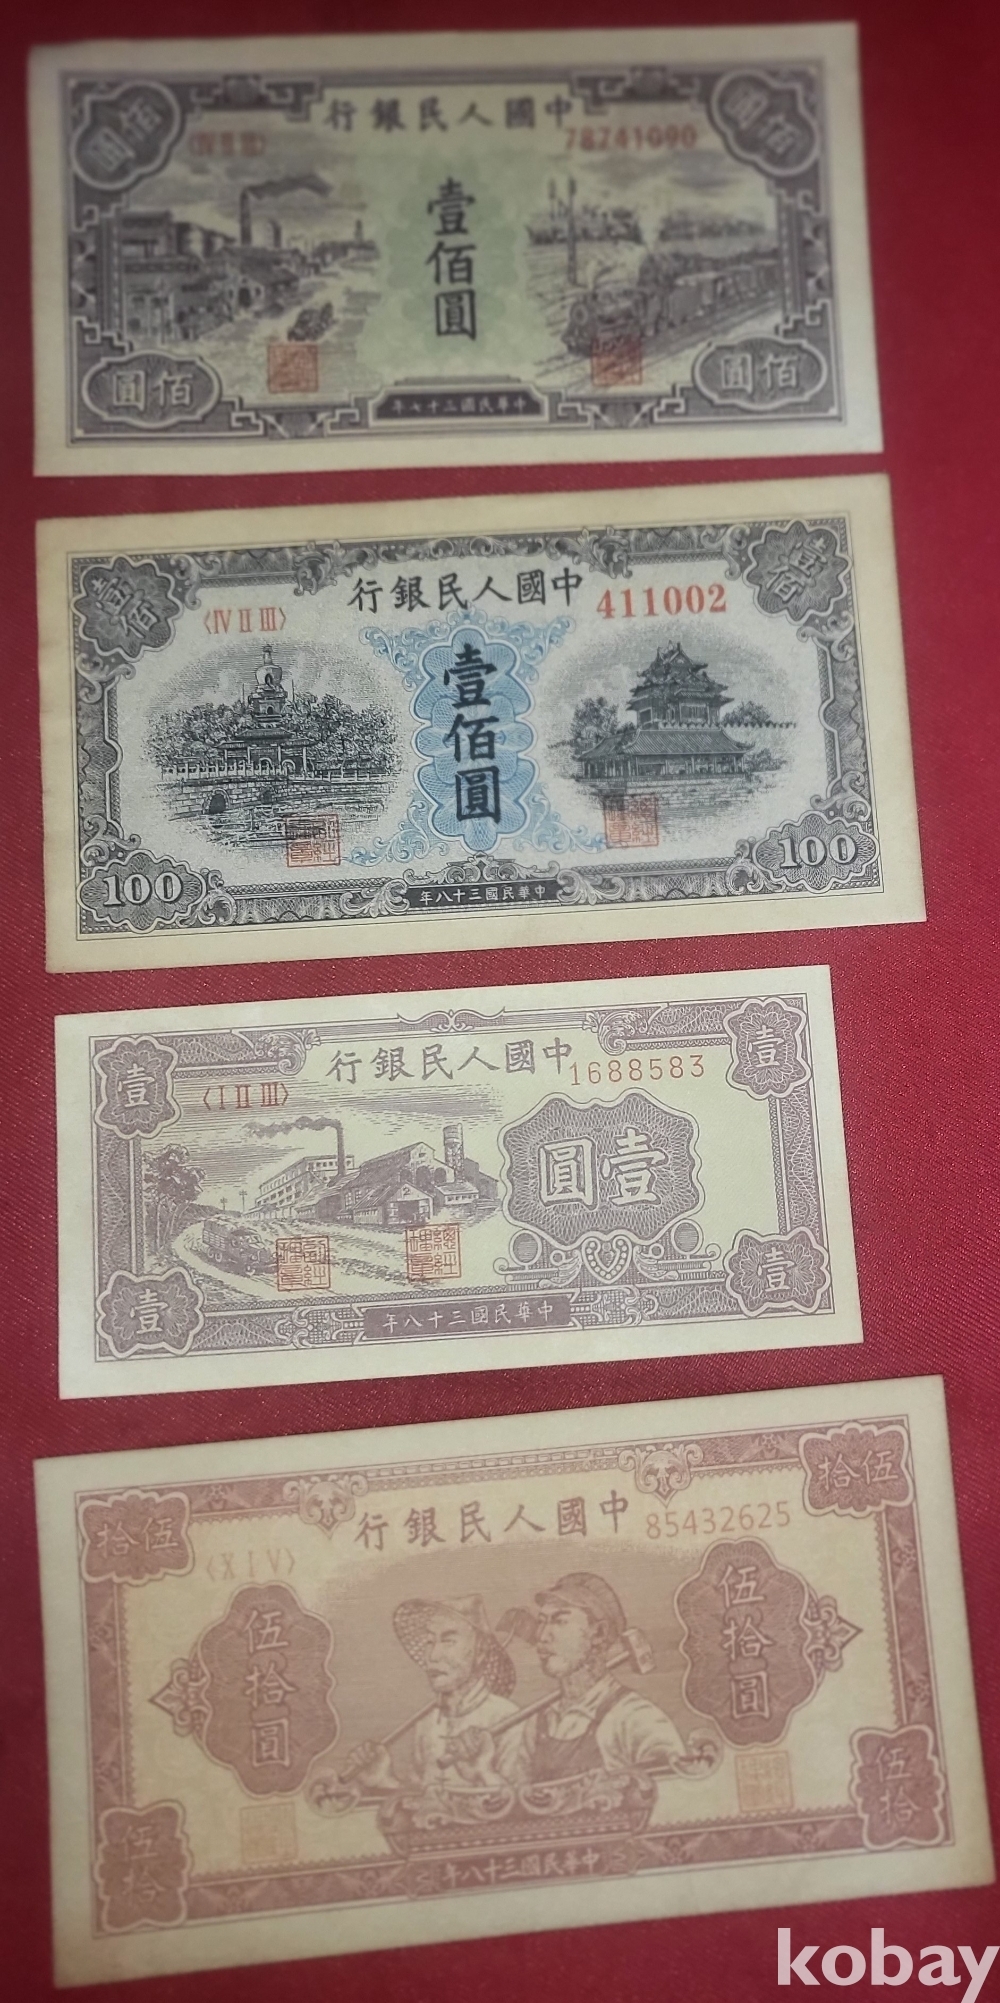 行銀民人國中
圓佰
圓佰
78741090
壹佰圓
圓佰
圓佰
年七十三國民華中
行銀民人國中
壹佰
壹佰
〈IV II III〉
411002
壹佰圓
100
100
年八十三國民華中
行銀民人國中
壹
壹
〈I II III〉
1688583
圓壹
壹
壹
年八十三國民華中
行銀民人國中
拾伍
拾伍
〈X I V〉
85432625
伍拾圓
伍拾圓
伍拾
伍拾
年八十三國民華中
kobay